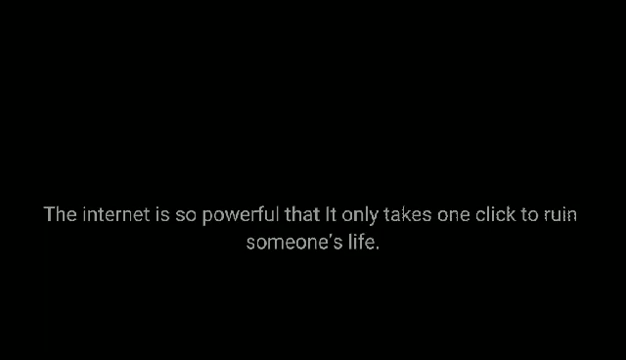 The internet is so powerful that It only takes one click to ruin
someone's life.